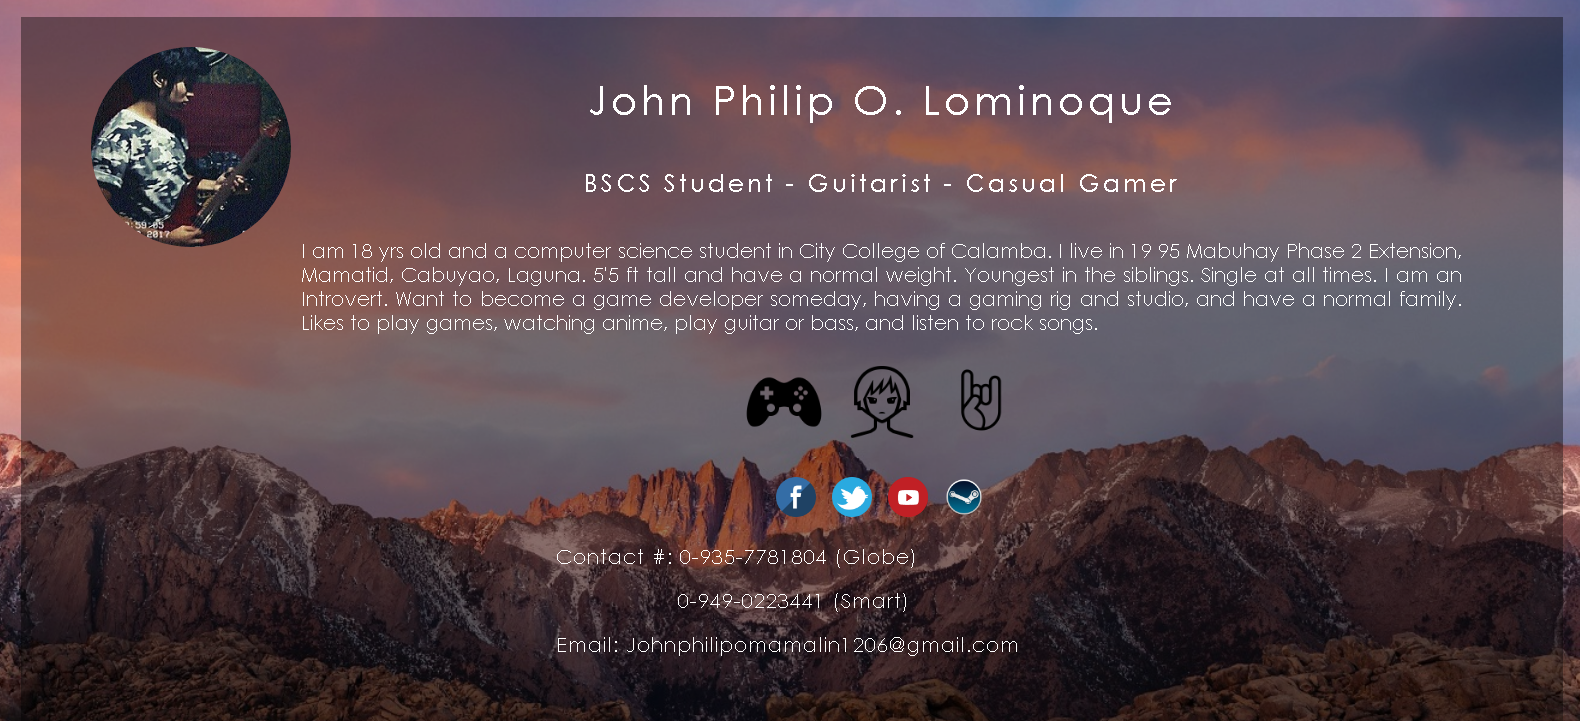 John Philip O. Lominoque
BSCS Student - Guitarist - Casual Gamer
I am 18 yrs old and a computer science student in City College of Calamba. I live in 19 95 Mabuhay Phase 2 Extension,
Mamatid, Cabuyao, Laguna. 5'5 ft tall and have a normal weight. Youngest in the siblings. Single at all times. I am an
Introvert. Want to become a game developer someday, having a gaming rig and studio, and have a normal family.
Likes to play games, watching anime, play guitar or bass, and listen to rock songs.
Contact #: 0-935-7781804 (Globe)
0-949-0223441 (Smart)
Email: Johnphilipomamalin1206@gmail.com